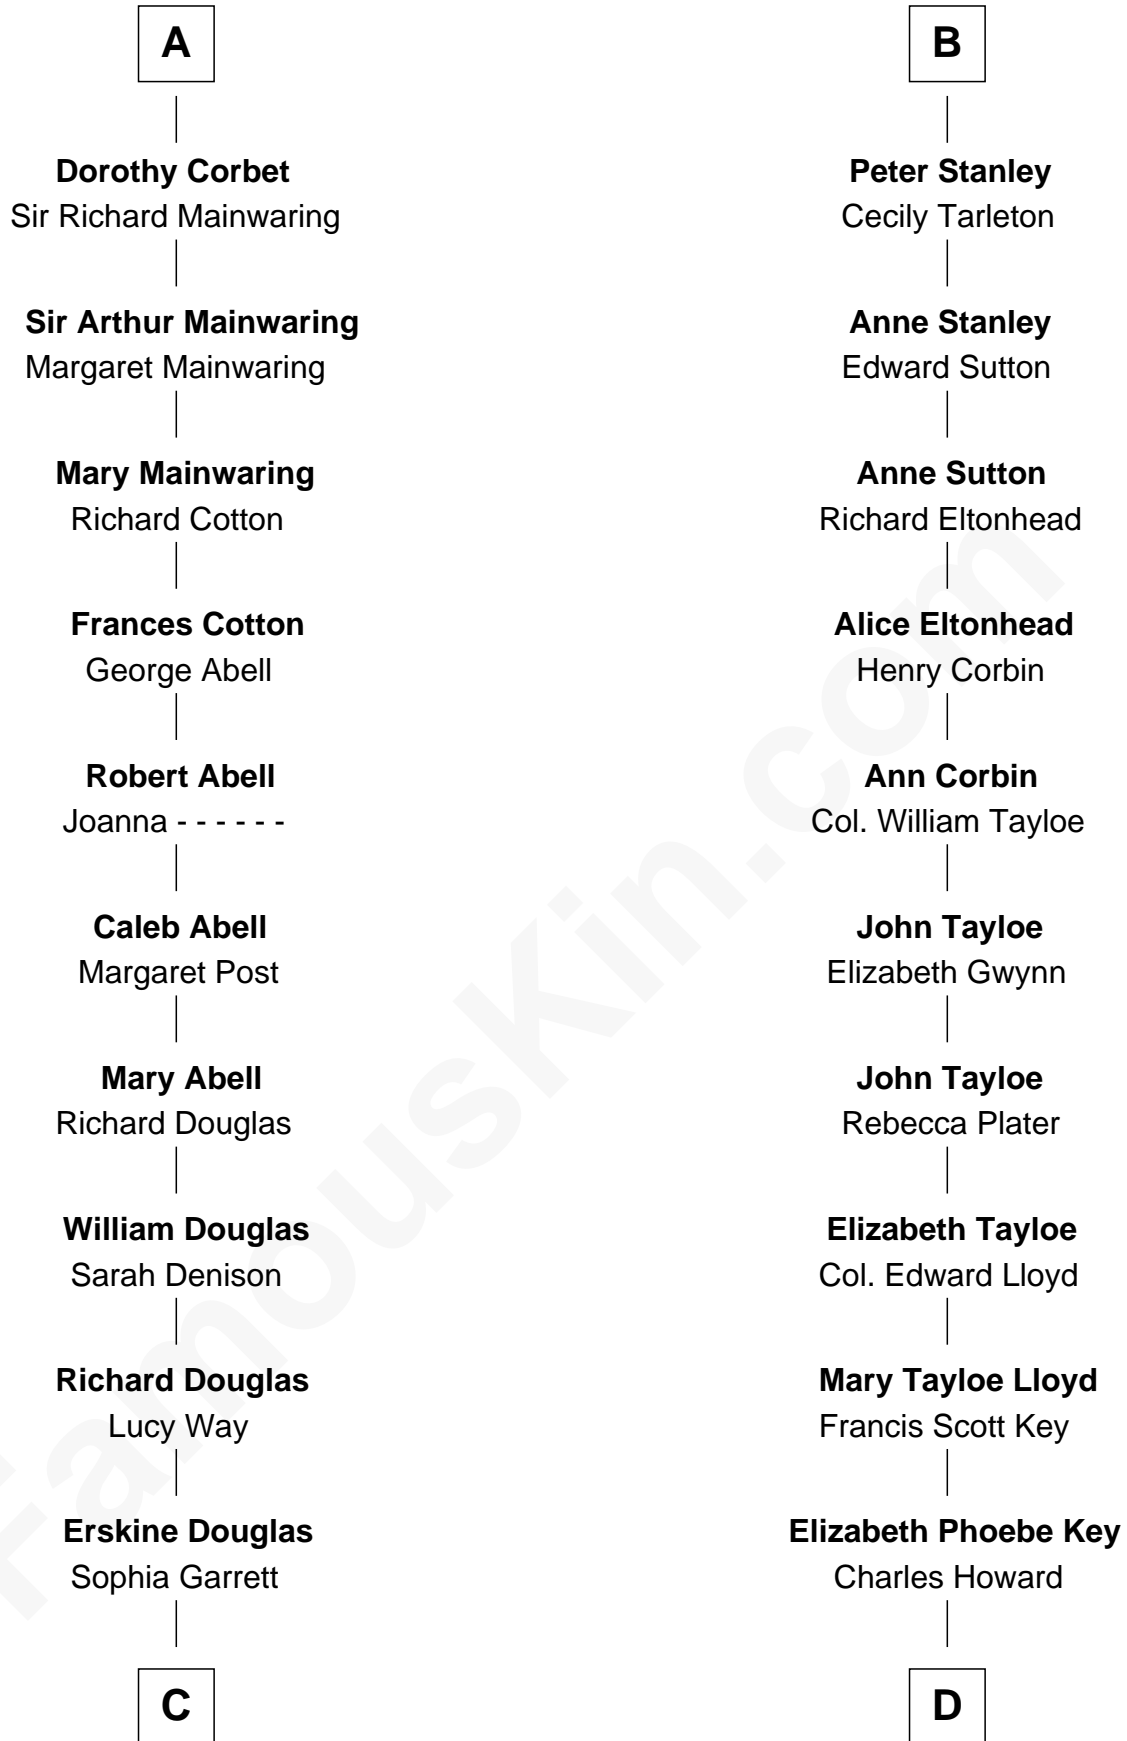 A
Dorothy Corbet
Sir Richard Mainwaring
Sir Arthur Mainwaring
Margaret Mainwaring
Mary Mainwaring
Richard Cotton
Frances Cotton
George Abell
Robert Abell
Joanna - - - - - -
Caleb Abell
Margaret Post
Mary Abell
Richard Douglas
William Douglas
Sarah Denison
Richard Douglas
Lucy Way
Erskine Douglas
Sophia Garrett
C
B
Peter Stanley
Cecily Tarleton
Anne Stanley
Edward Sutton
Anne Sutton
Richard Eltonhead
Alice Eltonhead
Henry Corbin
Ann Corbin
Col. William Tayloe
John Tayloe
Elizabeth Gwynn
John Tayloe
Rebecca Plater
Elizabeth Tayloe
Col. Edward Lloyd
Mary Tayloe Lloyd
Francis Scott Key
Elizabeth Phoebe Key
Charles Howard
D
FamousKin.com